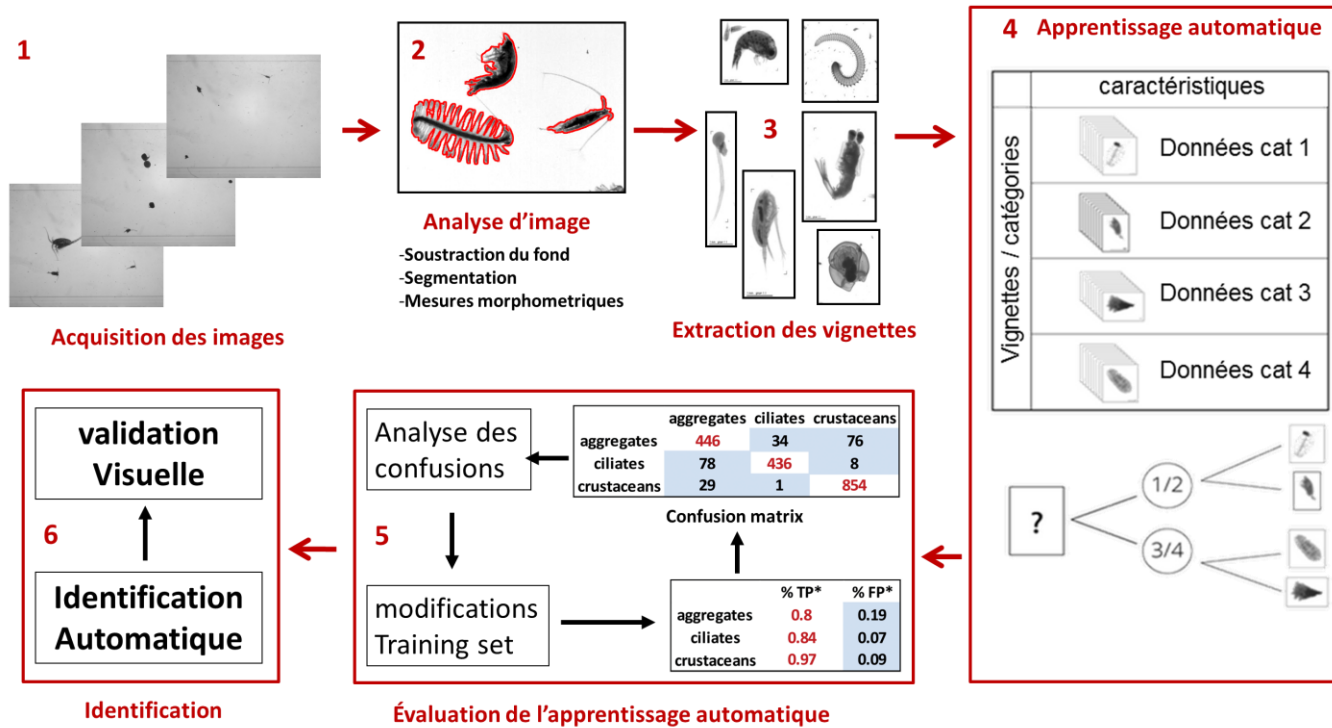 1
Acquisition des images
2
Analyse d’image
-Soustraction du fond
-Segmentation
-Mesures morphometriques
3
Extraction des vignettes
4 Apprentissage automatique
caractéristiques
Vignettes / catégories
Données cat 1
Données cat 2
Données cat 3
Données cat 4
?
1/2
3/4
5
aggregates ciliates crustaceans
aggregates 446 34 76
ciliates 78 436 8
crustaceans 29 1 854
Confusion matrix
Analyse des
confusions
modifications
Training set
% TP* % FP*
aggregates 0.8 0.19
ciliates 0.84 0.07
crustaceans 0.97 0.09
Évaluation de l’apprentissage automatique
6
validation
Visuelle
Identification
Automatique
Identification